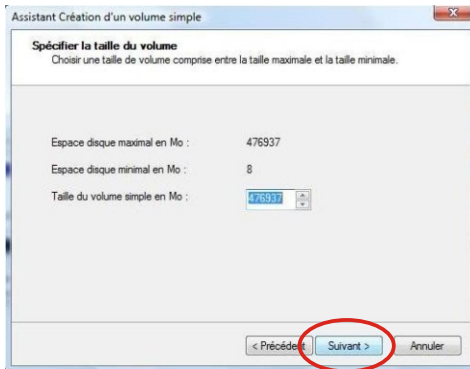 Assistant Création d'un volume simple
Spécifier la taille du volume
Choisir une taille de volume comprise entre la taille maximale et la taille minimale.
Espace disque maximal en Mo : 476937
Espace disque minimal en Mo : 8
Taille du volume simple en Mo : 476937
< Précédent Suivant > Annuler